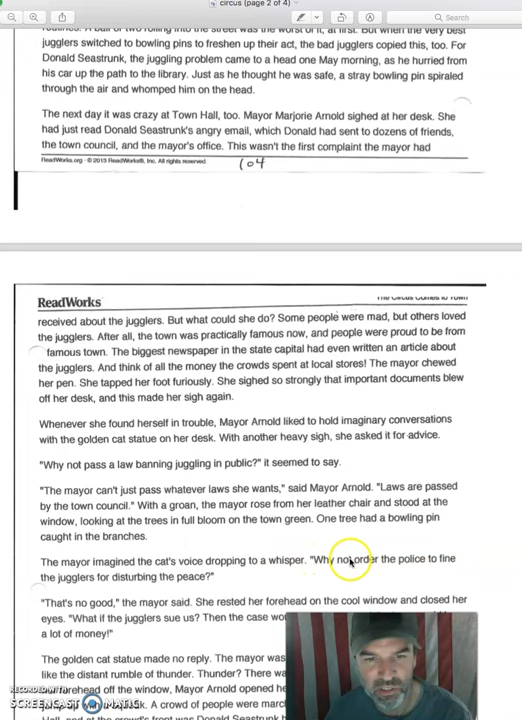 circus (page 2 of 4)
Search
jugglers switched to bowling pins to freshen up their act, the bad jugglers copied this, too. For
Donald Seastrunk, the juggling problem came to a head one May morning, as he hurried from
his car up the path to the library. Just as he thought he was safe, a stray bowling pin spiraled
through the air and whomped him on the head.
The next day it was crazy at Town Hall, too. Mayor Marjorie Arnold sighed at her desk. She
had just read Donald Seastrunk's angry email, which Donald had sent to dozens of friends,
the town council, and the mayor's office. This wasn't the first complaint the mayor had
ReadWorks.org · © 2013 ReadWorks®, Inc. All rights reserved.
104
ReadWorks
The Circus Comes to Town
received about the jugglers. But what could she do? Some people were mad, but others loved
the jugglers. After all, the town was practically famous now, and people were proud to be from
famous town. The biggest newspaper in the state capital had even written an article about
the jugglers. And think of all the money the crowds spent at local stores! The mayor chewed
her pen. She tapped her foot furiously. She sighed so strongly that important documents blew
off her desk, and this made her sigh again.
Whenever she found herself in trouble, Mayor Arnold liked to hold imaginary conversations
with the golden cat statue on her desk. With another heavy sigh, she asked it for advice.
"Why not pass a law banning juggling in public?" it seemed to say.
"The mayor can't just pass whatever laws she wants," said Mayor Arnold. "Laws are passed
by the town council." With a groan, the mayor rose from her leather chair and stood at the
window, looking at the trees in full bloom on the town green. One tree had a bowling pin
caught in the branches.
The mayor imagined the cat's voice dropping to a whisper. "Why not order the police to fine
the jugglers for disturbing the peace?"
"That's no good," the mayor said. She rested her forehead on the cool window and closed her
eyes. "What if the jugglers sue us? Then the case
a lot of money!"
The golden cat statue made no reply. The mayor was
like the distant rumble of thunder. Thunder? There wa
forehead off the window, Mayor Arnold opened he
A crowd of people were marc
RECORDED WITH
SCREENCAST MATIC